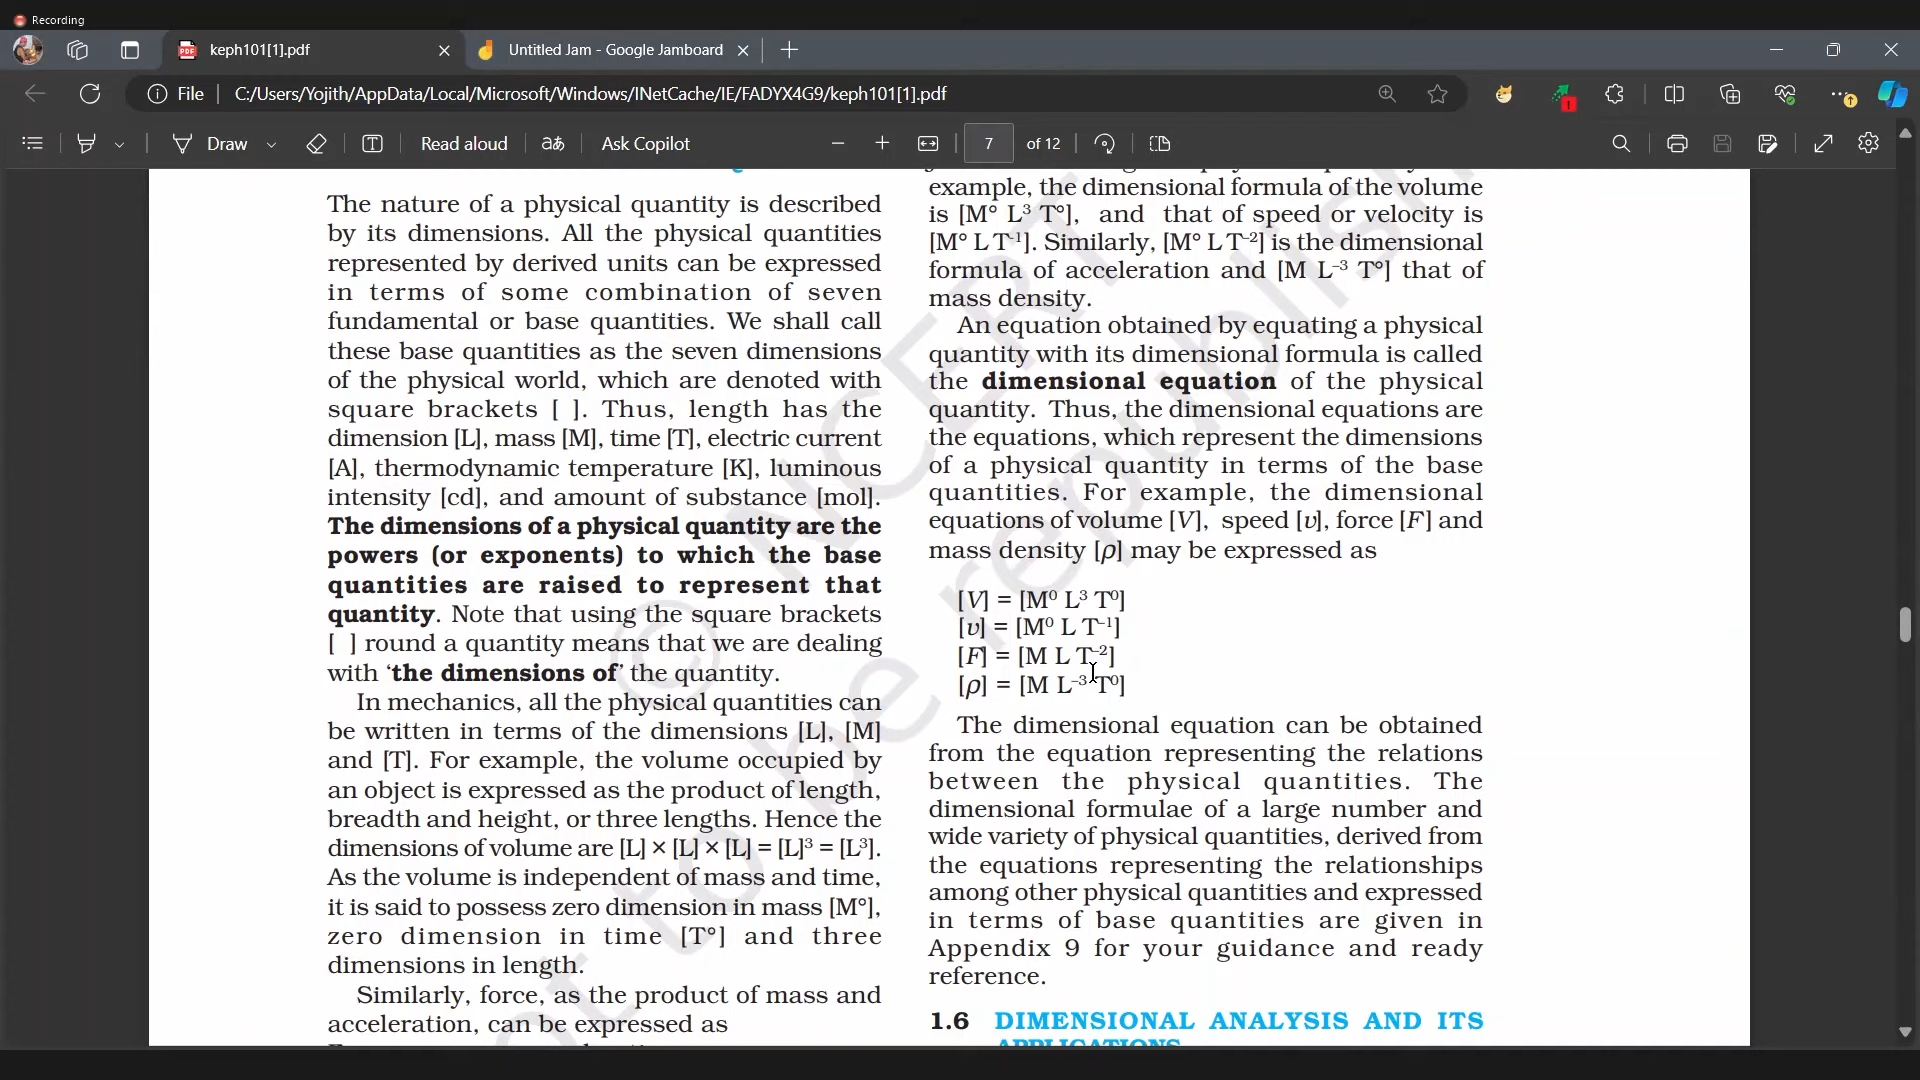 Recording
keph101[1].pdf
Untitled Jam - Google Jamboard
File
C:/Users/Yojith/AppData/Local/Microsoft/Windows/INetCache/IE/FADYX4G9/keph101[1].pdf
Draw
Read aloud
aあ
Ask Copilot
7 of 12
The nature of a physical quantity is described
by its dimensions. All the physical quantities
represented by derived units can be expressed
in terms of some combination of seven
fundamental or base quantities. We shall call
these base quantities as the seven dimensions
of the physical world, which are denoted with
square brackets [ ]. Thus, length has the
dimension [L], mass [M], time [T], electric current
[A], thermodynamic temperature [K], luminous
intensity [cd], and amount of substance [mol].
The dimensions of a physical quantity are the
powers (or exponents) to which the base
quantities are raised to represent that
quantity. Note that using the square brackets
[ ] round a quantity means that we are dealing
with ‘the dimensions of’ the quantity.
In mechanics, all the physical quantities can
be written in terms of the dimensions [L], [M]
and [T]. For example, the volume occupied by
an object is expressed as the product of length,
breadth and height, or three lengths. Hence the
dimensions of volume are [L] × [L] × [L] = [L]³ = [L³].
As the volume is independent of mass and time,
it is said to possess zero dimension in mass [M°],
zero dimension in time [T°] and three
dimensions in length.
Similarly, force, as the product of mass and
acceleration, can be expressed as
example, the dimensional formula of the volume
is [M° L³ T°], and that of speed or velocity is
[M° L T⁻¹]. Similarly, [M° L T⁻²] is the dimensional
formula of acceleration and [M L⁻³ T°] that of
mass density.
An equation obtained by equating a physical
quantity with its dimensional formula is called
the dimensional equation of the physical
quantity. Thus, the dimensional equations are
the equations, which represent the dimensions
of a physical quantity in terms of the base
quantities. For example, the dimensional
equations of volume [V], speed [v], force [F] and
mass density [ρ] may be expressed as
[V] = [M⁰ L³ T⁰]
[υ] = [M⁰ L T⁻¹]
[F] = [M L T⁻²]
[ρ] = [M L⁻³ T⁰]
The dimensional equation can be obtained
from the equation representing the relations
between the physical quantities. The
dimensional formulae of a large number and
wide variety of physical quantities, derived from
the equations representing the relationships
among other physical quantities and expressed
in terms of base quantities are given in
Appendix 9 for your guidance and ready
reference.
1.6 DIMENSIONAL ANALYSIS AND ITS
APPLICATIONS
© NCERT
not to be republish